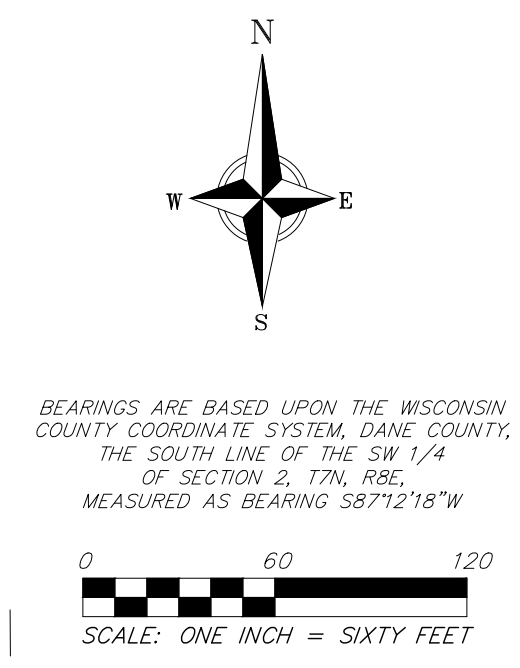 N
W E
S
BEARINGS ARE BASED UPON THE WISCONSIN
COUNTY COORDINATE SYSTEM, DANE COUNTY,
THE SOUTH LINE OF THE SW 1/4
OF SECTION 2, T7N, R8E,
MEASURED AS BEARING S87°12'18"W
0 60 120
SCALE: ONE INCH = SIXTY FEET